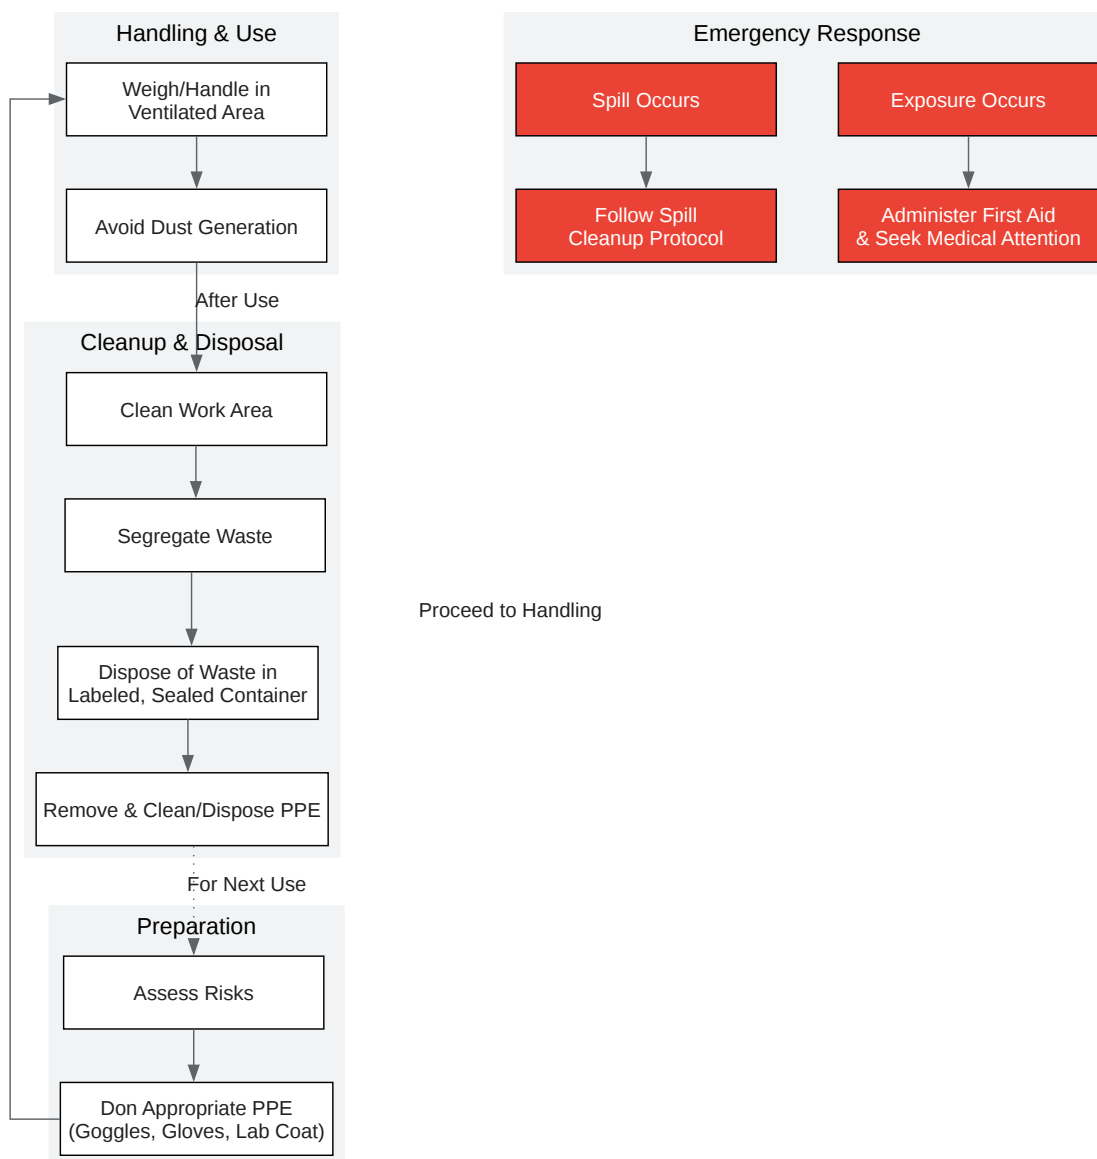 Handling & Use
Weigh/Handle in
Ventilated Area
Avoid Dust Generation
After Use
Cleanup & Disposal
Clean Work Area
Segregate Waste
Dispose of Waste in
Labeled, Sealed Container
Remove & Clean/Dispose PPE
For Next Use
Preparation
Assess Risks
Don Appropriate PPE
(Goggles, Gloves, Lab Coat)
Proceed to Handling
Emergency Response
Spill Occurs
Follow Spill
Cleanup Protocol
Exposure Occurs
Administer First Aid
& Seek Medical Attention